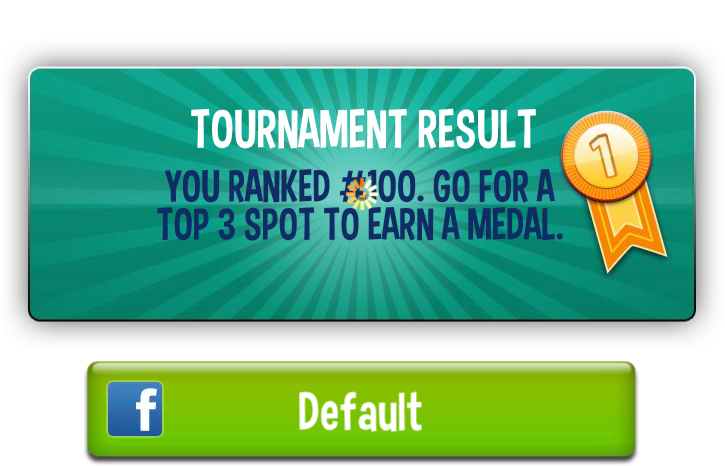 TOURNAMENT RESULT
1
YOU RANKED #100. GO FOR A
TOP 3 SPOT TO EARN A MEDAL.
f
Default